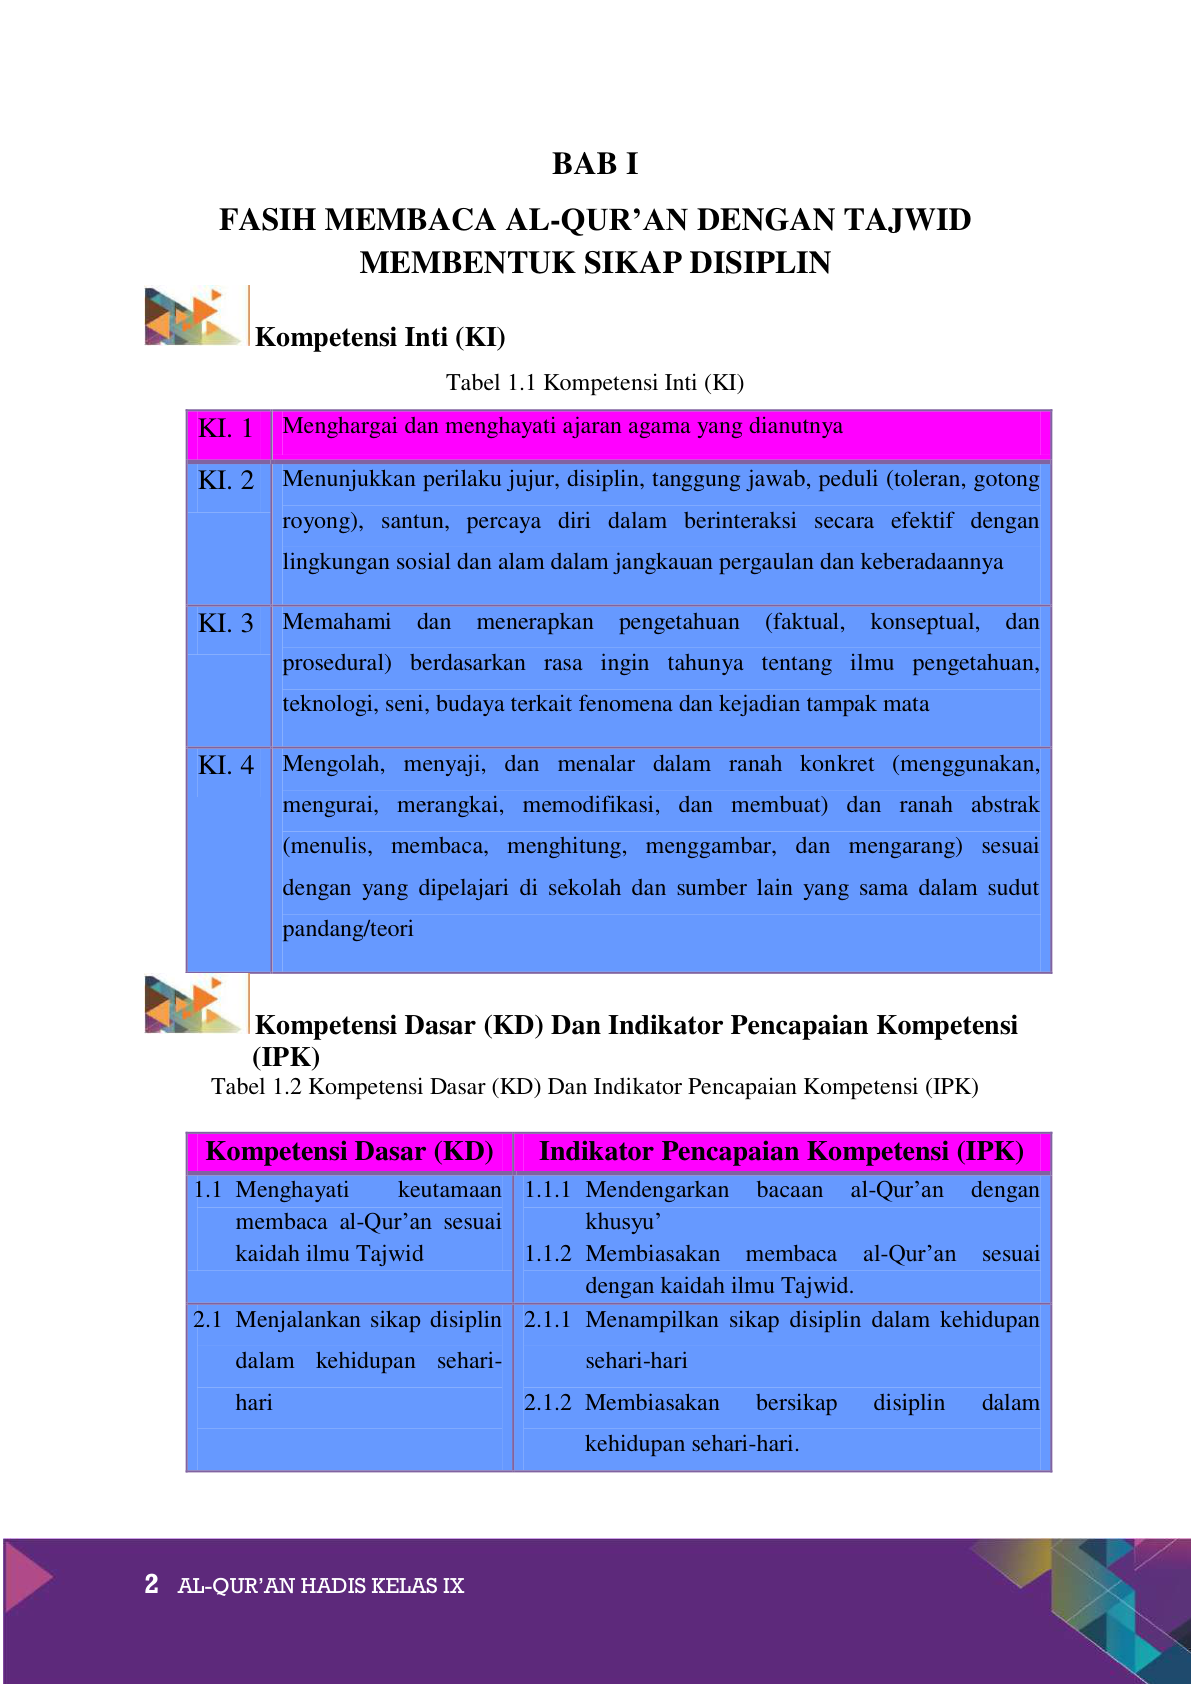 BAB I
FASIH MEMBACA AL-QUR’AN DENGAN TAJWID
MEMBENTUK SIKAP DISIPLIN
Kompetensi Inti (KI)
Tabel 1.1 Kompetensi Inti (KI)
KI. 1 Menghargai dan menghayati ajaran agama yang dianutnya
KI. 2 Menunjukkan perilaku jujur, disiplin, tanggung jawab, peduli (toleran, gotong
royong), santun, percaya diri dalam berinteraksi secara efektif dengan
lingkungan sosial dan alam dalam jangkauan pergaulan dan keberadaannya
KI. 3 Memahami dan menerapkan pengetahuan (faktual, konseptual, dan
prosedural) berdasarkan rasa ingin tahunya tentang ilmu pengetahuan,
teknologi, seni, budaya terkait fenomena dan kejadian tampak mata
KI. 4 Mengolah, menyaji, dan menalar dalam ranah konkret (menggunakan,
mengurai, merangkai, memodifikasi, dan membuat) dan ranah abstrak
(menulis, membaca, menghitung, menggambar, dan mengarang) sesuai
dengan yang dipelajari di sekolah dan sumber lain yang sama dalam sudut
pandang/teori
Kompetensi Dasar (KD) Dan Indikator Pencapaian Kompetensi
(IPK)
Tabel 1.2 Kompetensi Dasar (KD) Dan Indikator Pencapaian Kompetensi (IPK)
Kompetensi Dasar (KD) Indikator Pencapaian Kompetensi (IPK)
1.1 Menghayati keutamaan
membaca al-Qur’an sesuai
kaidah ilmu Tajwid
1.1.1 Mendengarkan bacaan al-Qur’an dengan
khusyu’
1.1.2 Membiasakan membaca al-Qur’an sesuai
dengan kaidah ilmu Tajwid.
2.1 Menjalankan sikap disiplin
dalam kehidupan sehari-
hari
2.1.1 Menampilkan sikap disiplin dalam kehidupan
sehari-hari
2.1.2 Membiasakan bersikap disiplin dalam
kehidupan sehari-hari.
2 AL-QUR’AN HADIS KELAS IX